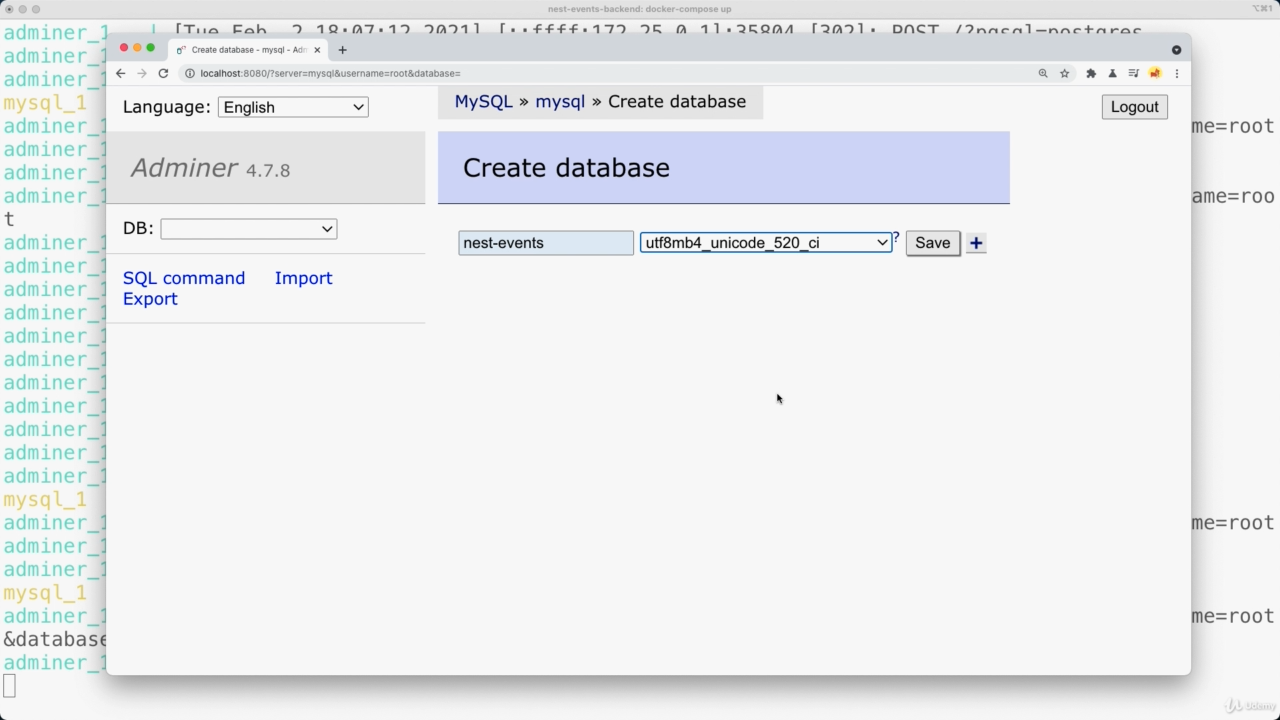 nest-events-backend: docker-compose up
⌥⌘1
adminer_1 | [Tue Feb 2 18:07:12 2021] [::ffff:172.25.0.1]:35804 [302]: POST /?pgsql=postgres
adminer_1
Create database - mysql - Adm
localhost:8080/?server=mysql&username=root&database=
mysql_1
Language: English
MySQL » mysql » Create database
Logout
adminer_1
me=root
adminer_1
Adminer 4.7.8
Create database
adminer_1
adminer_1
ame=roo
t
DB:
adminer_1
nest-events
utf8mb4_unicode_520_ci
?
Save
+
adminer_1
SQL command
Import
adminer_1
Export
adminer_1
adminer_1
adminer_1
adminer_1
adminer_1
adminer_1
adminer_1
adminer_1
mysql_1
adminer_1
me=root
adminer_1
adminer_1
mysql_1
adminer_1
me=root
&database
adminer_1
Udemy